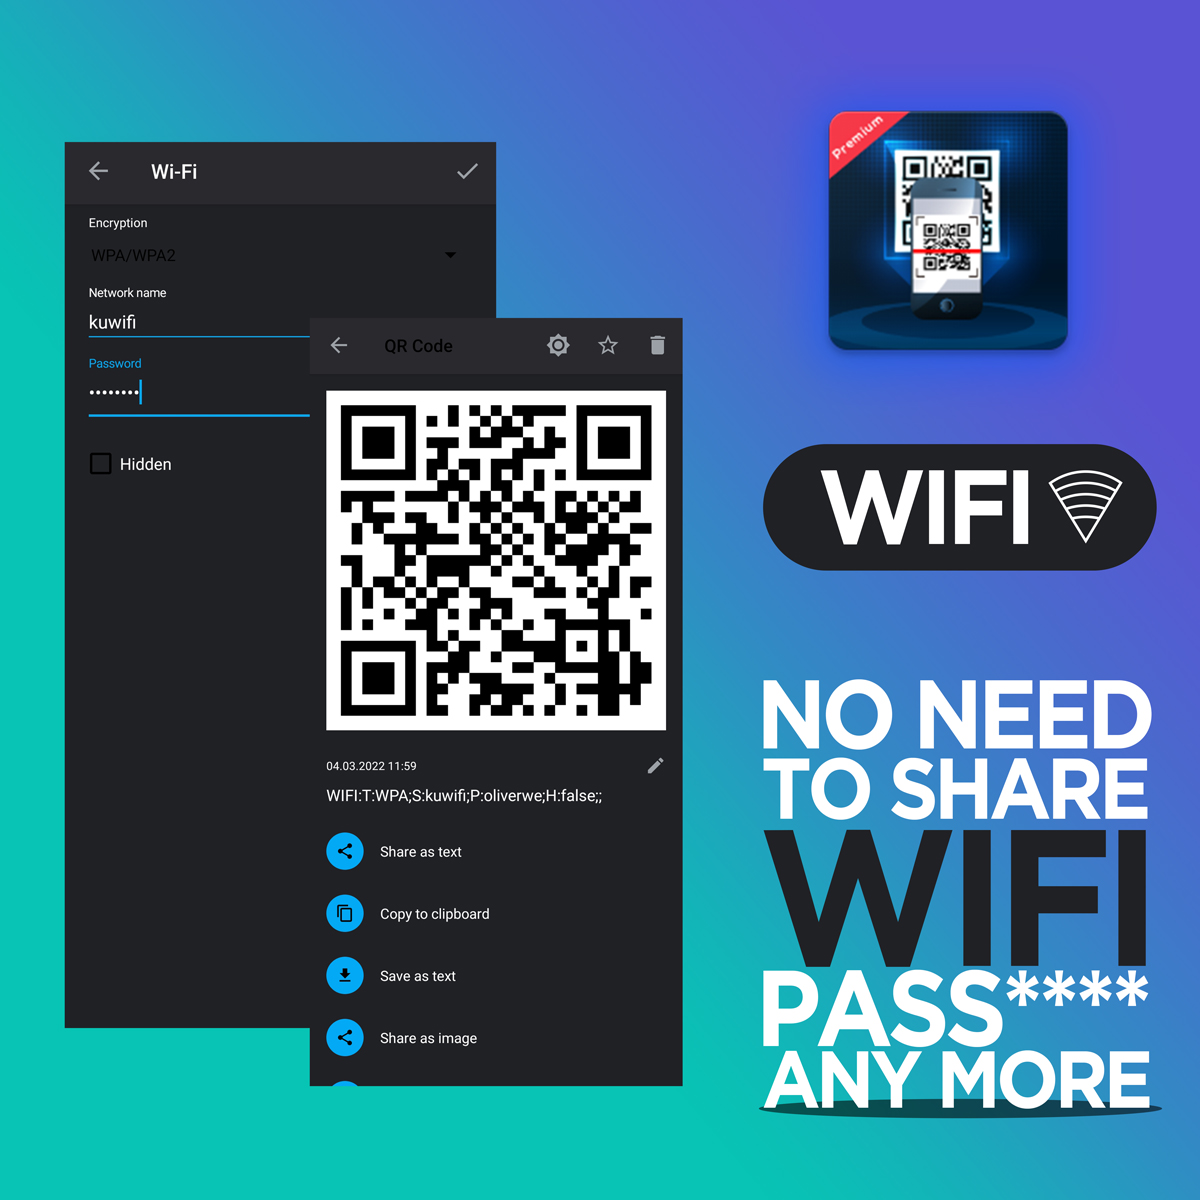 Wi-Fi
Encryption
WPA/WPA2
Network name
kuwifi
Password
••••••••
Hidden
QR Code
04.03.2022 11:59
WIFI:T:WPA;S:kuwifi;P:oliverwe;H:false;;
Share as text
Copy to clipboard
Save as text
Share as image
Premium
WIFI
NO NEED
TO SHARE
WIFI
PASS****
ANY MORE